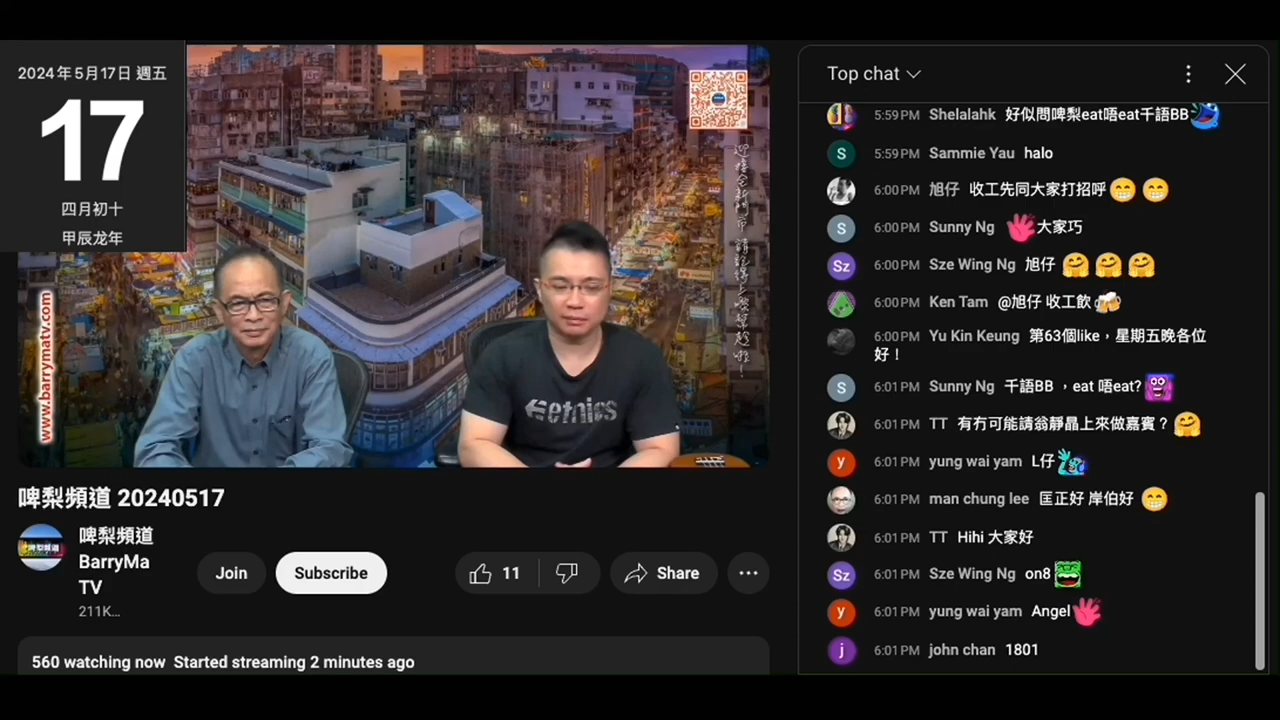 2024年5月17日 週五
17
四月初十
甲辰龙年
www.barrymatv.com
etnies
啤梨頻道 20240517
啤梨頻道
BarryMa
TV
211K...
Join
Subscribe
11
Share
560 watching now Started streaming 2 minutes ago
Top chat
5:59 PM Shelalahk 好似問啤梨eat唔eat千語BB
S 5:59 PM Sammie Yau halo
6:00 PM 旭仔 收工先同大家打招呼
S 6:00 PM Sunny Ng 大家巧
Sz 6:00 PM Sze Wing Ng 旭仔
6:00 PM Ken Tam @旭仔 收工飲
6:00 PM Yu Kin Keung 第63個like，星期五晚各位
好！
S 6:01 PM Sunny Ng 千語BB ，eat 唔eat?
6:01 PM TT 有冇可能請翁靜晶上來做嘉賓？
y 6:01 PM yung wai yam L仔
6:01 PM man chung lee 匡正好 岸伯好
6:01 PM TT Hihi 大家好
Sz 6:01 PM Sze Wing Ng on8
y 6:01 PM yung wai yam Angel
j 6:01 PM john chan 1801